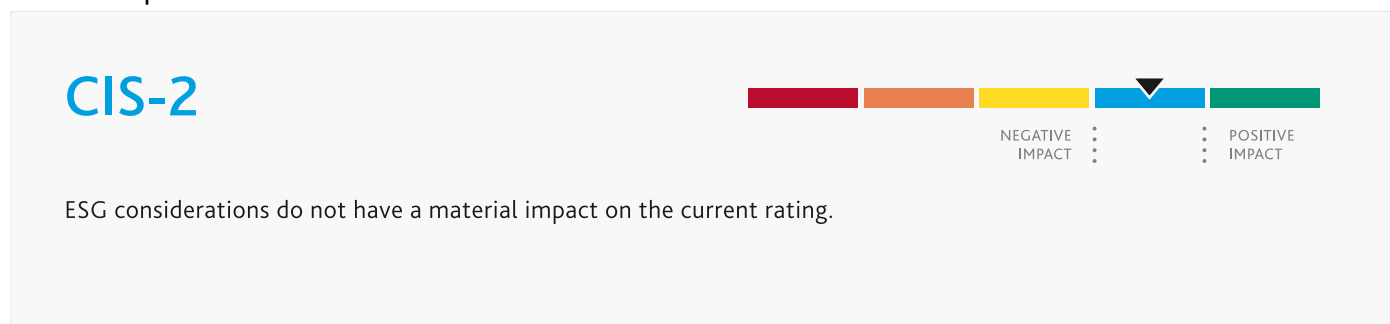 CIS-2
NEGATIVE
IMPACT
POSITIVE
IMPACT
ESG considerations do not have a material impact on the current rating.